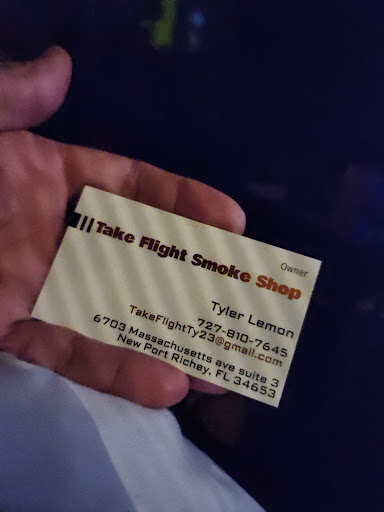 Take Flight Smoke Shop
Owner
Tyler Lemon
727-810-7645
TakeFlightTy23@gmail.com
6703 Massachusetts ave suite 3
New Port Richey, FL 34653